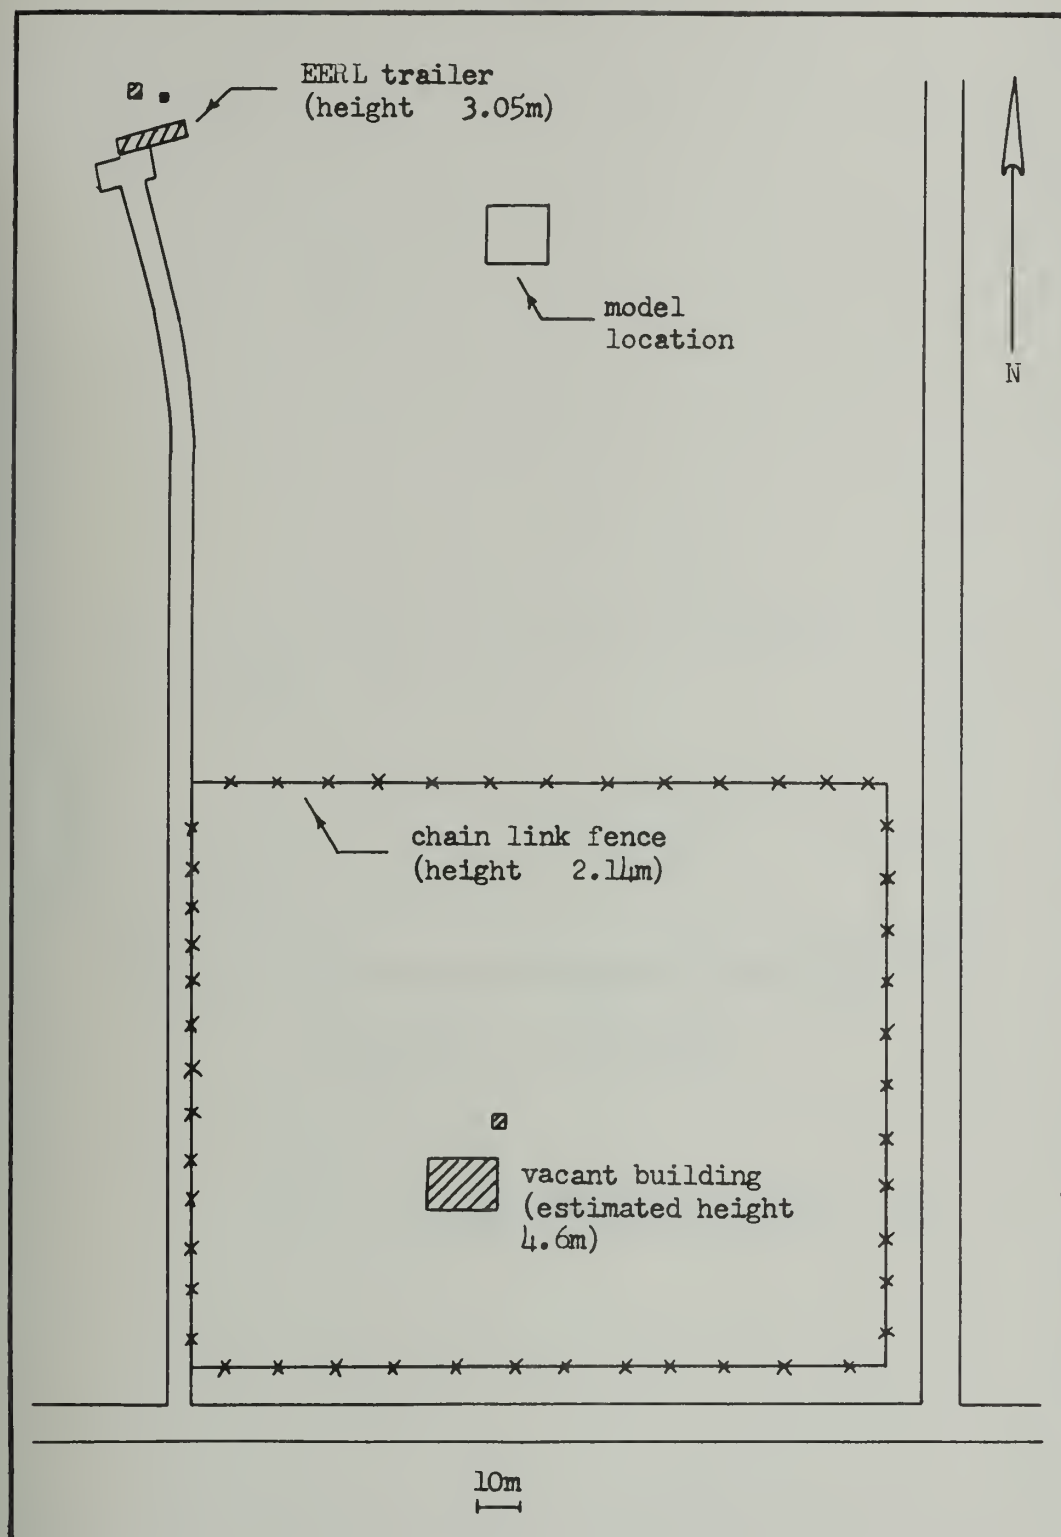 EERL trailer
(height 3.05m)
model
location
N
chain link fence
(height 2.14m)
vacant building
(estimated height
4.6m)
10m